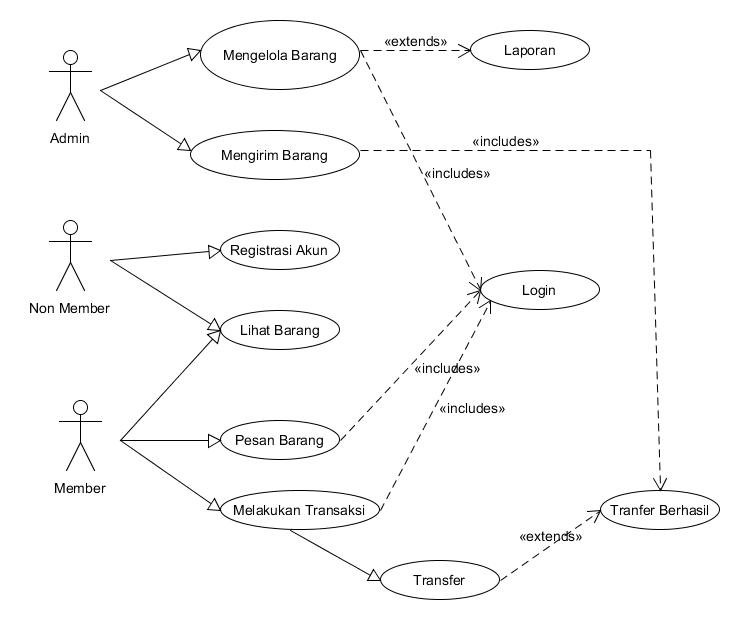 Mengelola Barang
«extends»
Laporan
Admin
Mengirim Barang
«includes»
«includes»
Registrasi Akun
Non Member
Login
Lihat Barang
«includes»
«includes»
Member
Pesan Barang
Melakukan Transaksi
Tranfer Berhasil
«extends»
Transfer